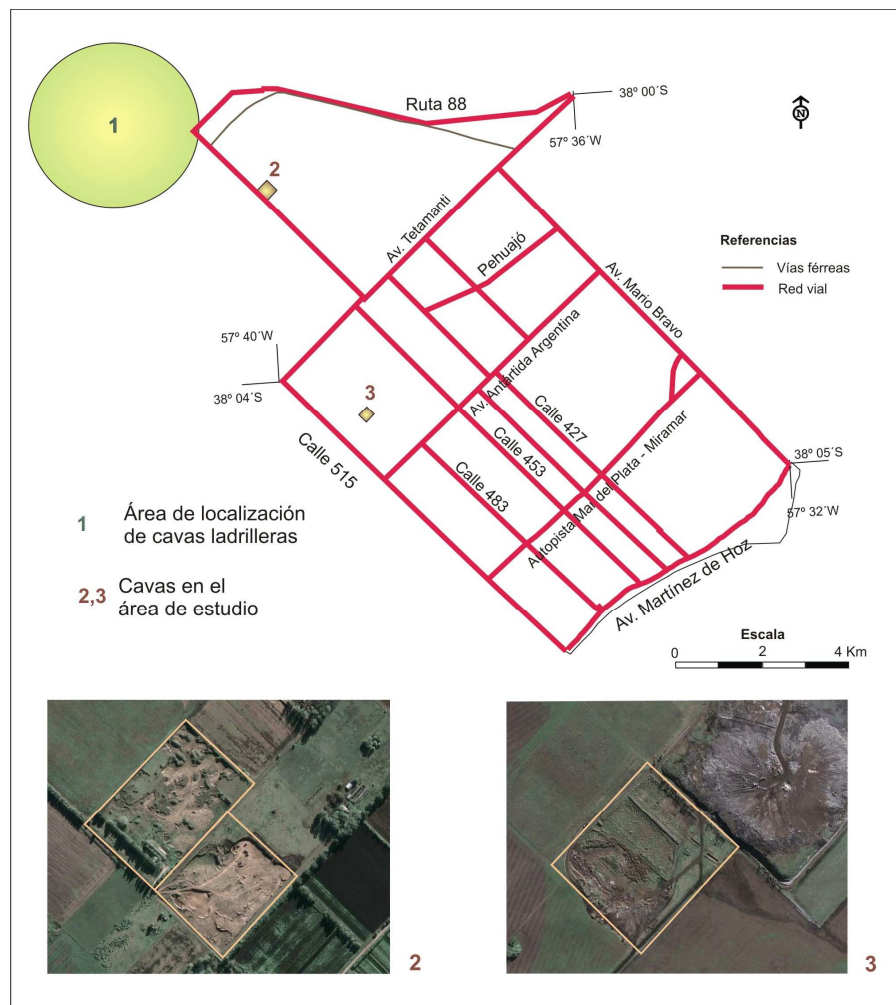 1
Ruta 88
38º 00´S
57º 36´W
N
2
Av. Tetamanti
Pehuajó
Av. Mario Bravo
Referencias
Vías férreas
Red vial
57º 40´W
38º 04´S
3
Av. Antártida Argentina
Calle 427
Calle 453
Calle 483
Calle 515
Autopista Mar del Plata - Miramar
38º 05´S
57º 32´W
Av. Martínez de Hoz
1 Área de localización
de cavas ladrilleras
2,3 Cavas en el
área de estudio
Escala
0 2 4 Km
2
3